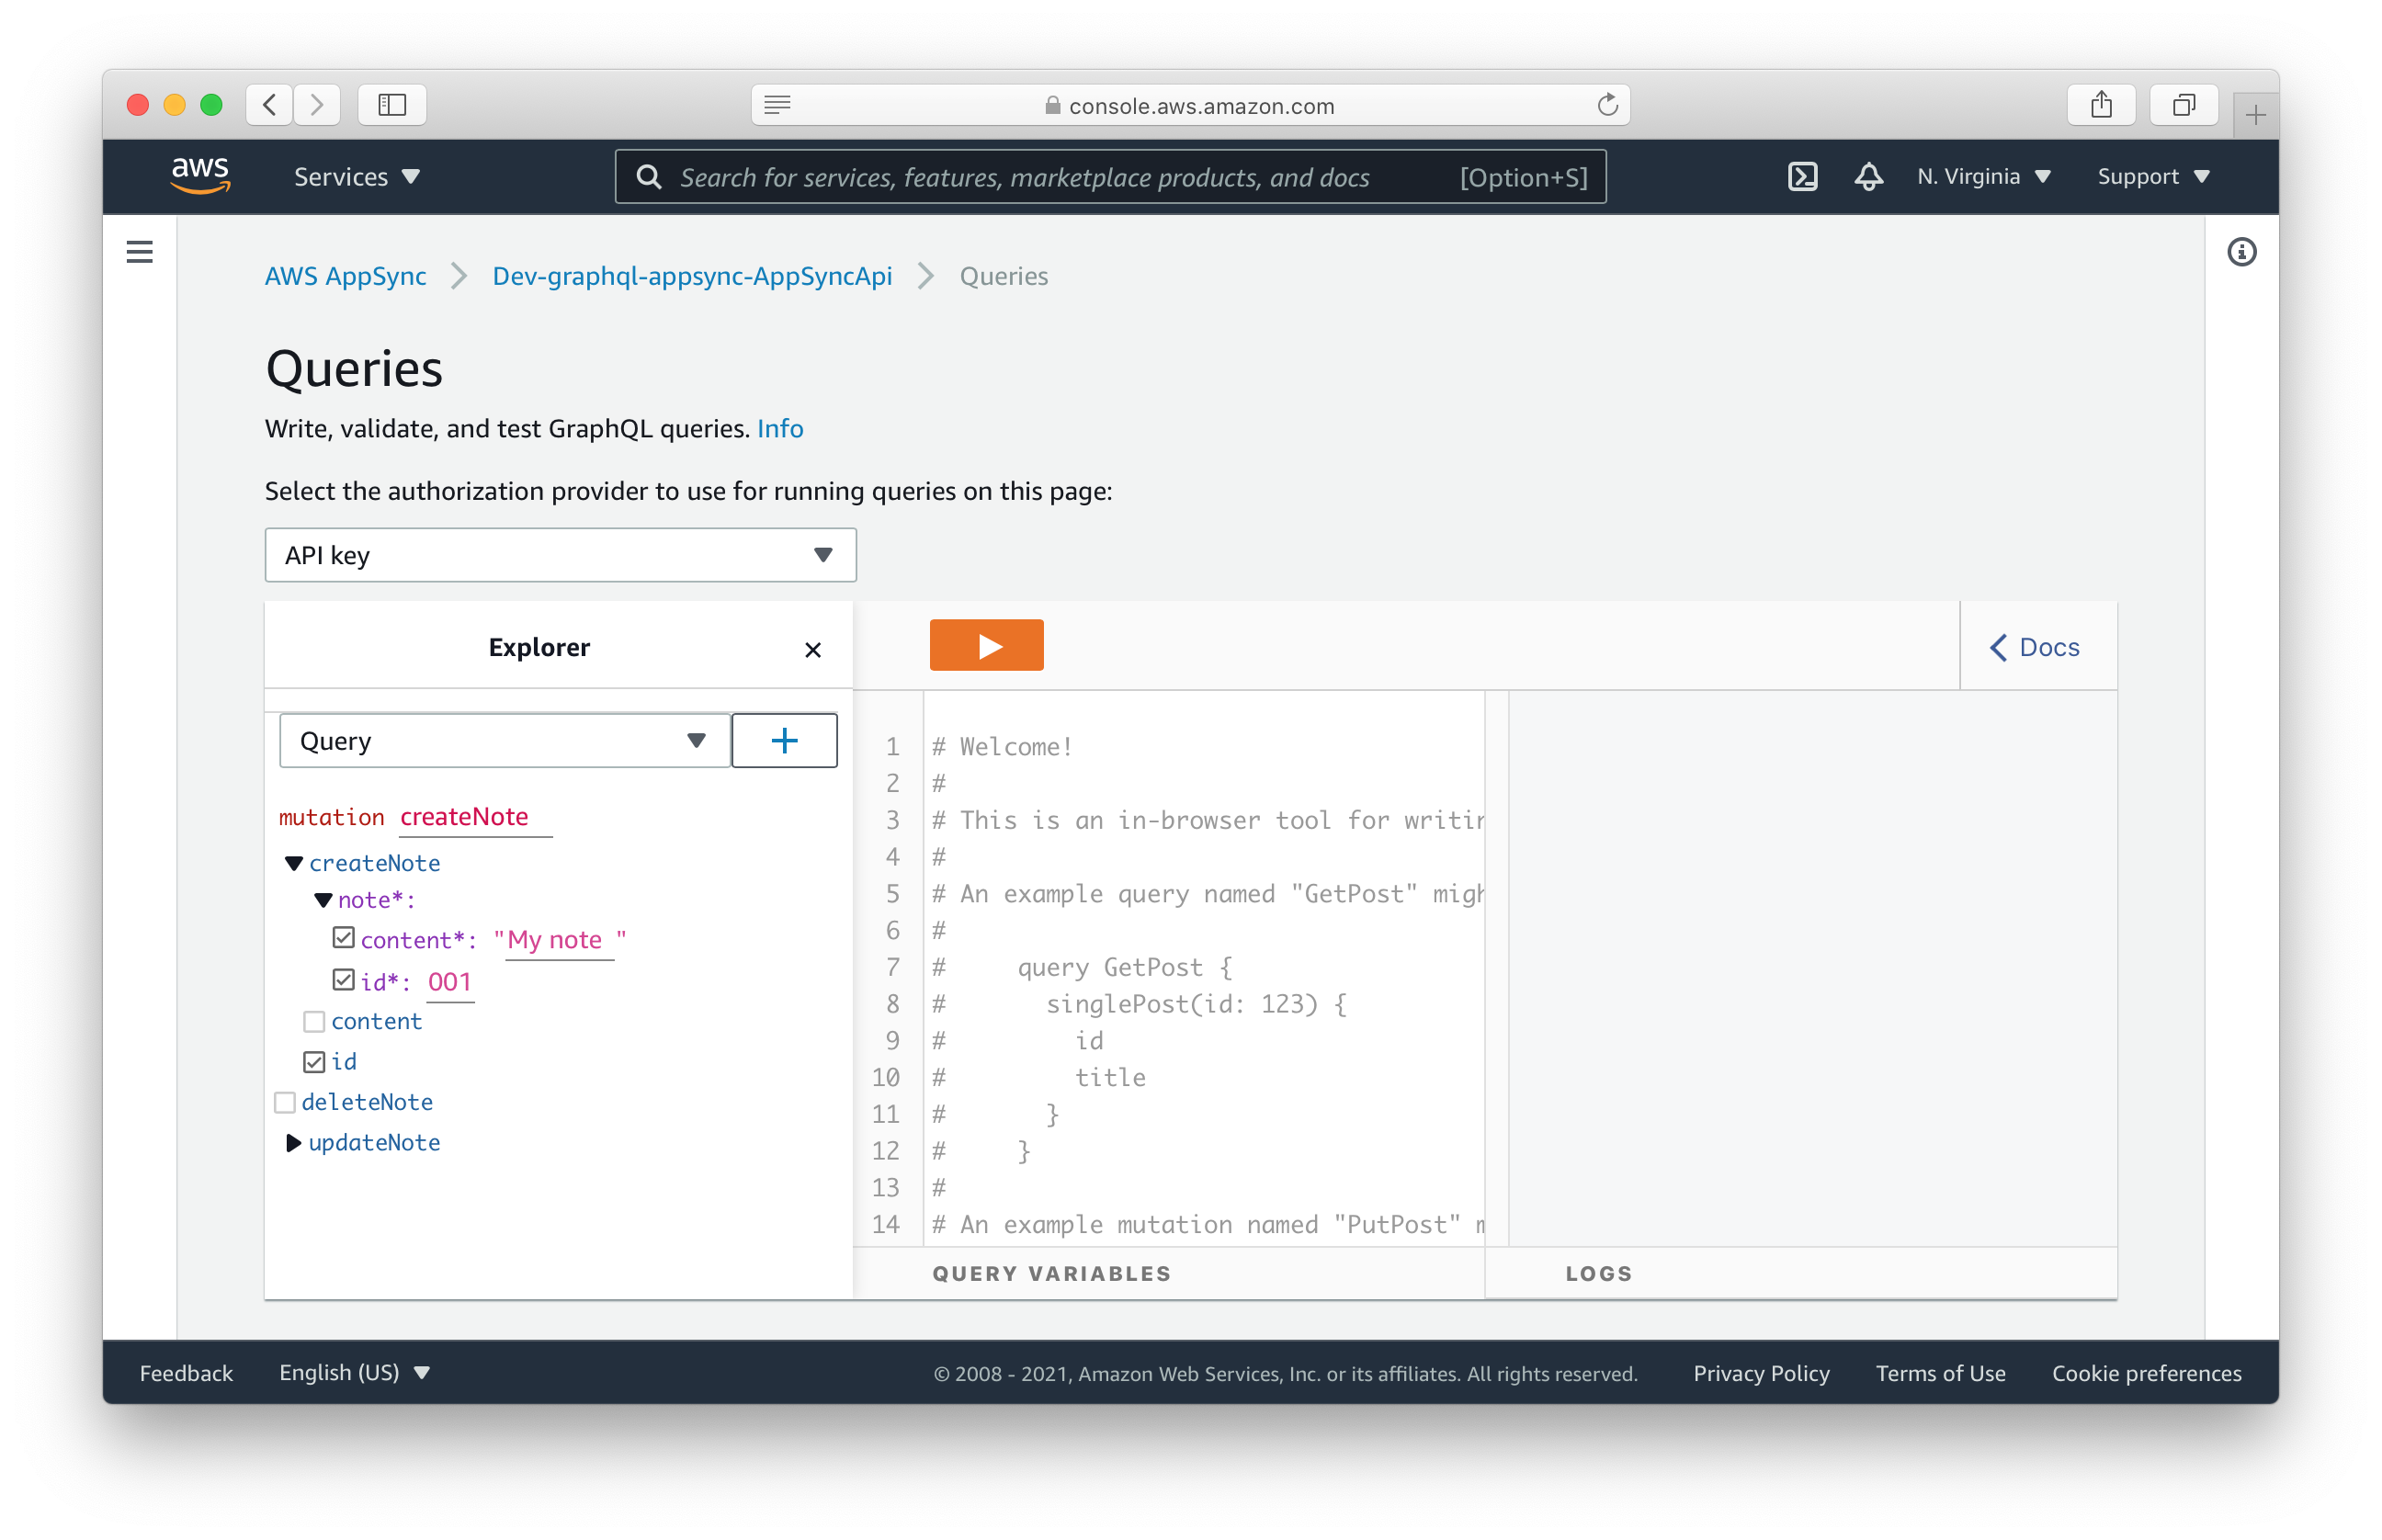 console.aws.amazon.com
aws Services Search for services, features, marketplace products, and docs [Option+S] N. Virginia Support
AWS AppSync Dev-graphql-appsync-AppSyncApi Queries
Queries
Write, validate, and test GraphQL queries. Info
Select the authorization provider to use for running queries on this page:
API key
Explorer ×
Docs
Query +
mutation createNote
createNote
note*:
content*: "My note "
id*: 001
content
id
deleteNote
updateNote
1 # Welcome!
2 #
3 # This is an in-browser tool for writin
4 #
5 # An example query named "GetPost" migh
6 #
7 # query GetPost {
8 # singlePost(id: 123) {
9 # id
10 # title
11 # }
12 # }
13 #
14 # An example mutation named "PutPost" m
QUERY VARIABLES
LOGS
Feedback English (US) © 2008 - 2021, Amazon Web Services, Inc. or its affiliates. All rights reserved. Privacy Policy Terms of Use Cookie preferences